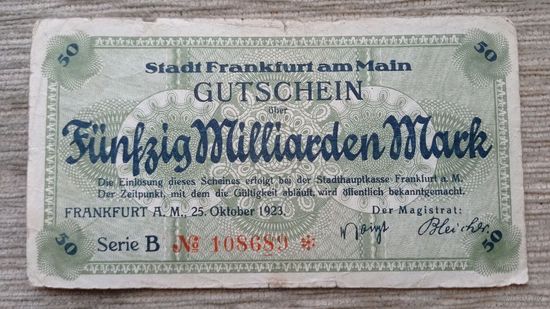 50
50
Stadt Frankfurt am Main
GUTSCHEIN
über
Fünfzig Milliarden Mark
Die Einlösung dieses Scheines erfolgt bei der Stadthauptkasse Frankfurt a. M.
Der Zeitpunkt, mit dem die Gültigkeit abläuft, wird öffentlich bekanntgemacht.
FRANKFURT A. M., 25. Oktober 1923. Der Magistrat:
Serie B № 108689 ❉ Voigt Bleicher
50
50